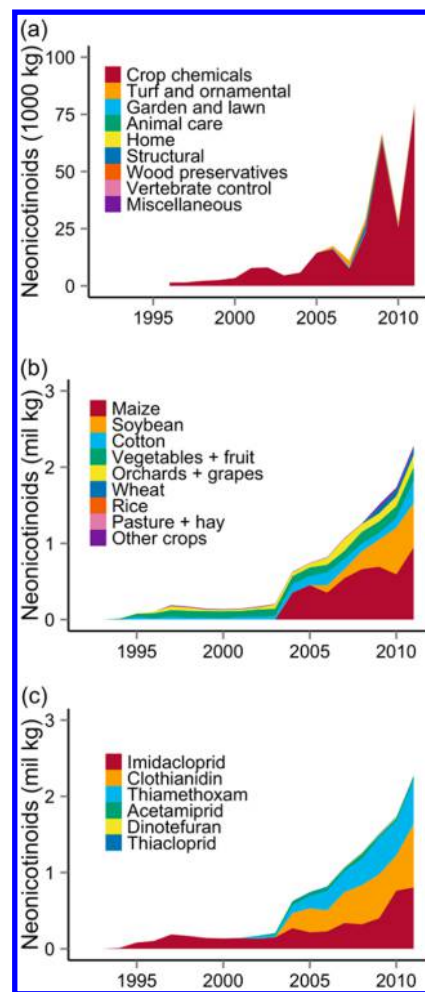 (a)
Neonicotinoids (1000 kg)
100
75
50
25
0
Crop chemicals
Turf and ornamental
Garden and lawn
Animal care
Home
Structural
Wood preservatives
Vertebrate control
Miscellaneous
1995
2000
2005
2010
(b)
Neonicotinoids (mil kg)
3
2
1
0
Maize
Soybean
Cotton
Vegetables + fruit
Orchards + grapes
Wheat
Rice
Pasture + hay
Other crops
1995
2000
2005
2010
(c)
Neonicotinoids (mil kg)
3
2
1
0
Imidacloprid
Clothianidin
Thiamethoxam
Acetamiprid
Dinotefuran
Thiacloprid
1995
2000
2005
2010